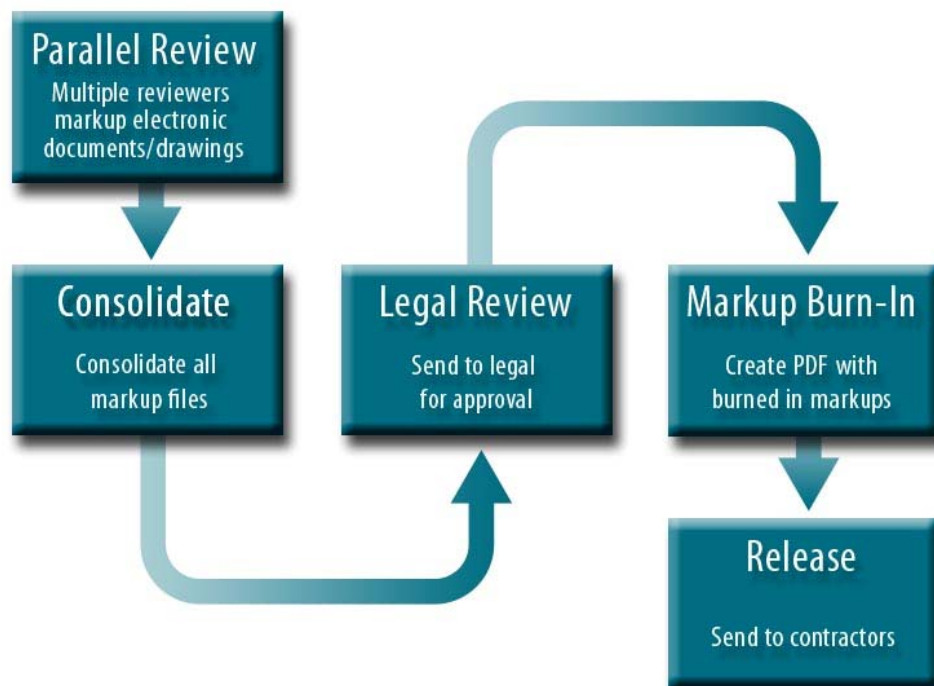 Parallel Review
Multiple reviewers
markup electronic
documents/drawings
Consolidate
Consolidate all
markup files
Legal Review
Send to legal
for approval
Markup Burn-In
Create PDF with
burned in markups
Release
Send to contractors